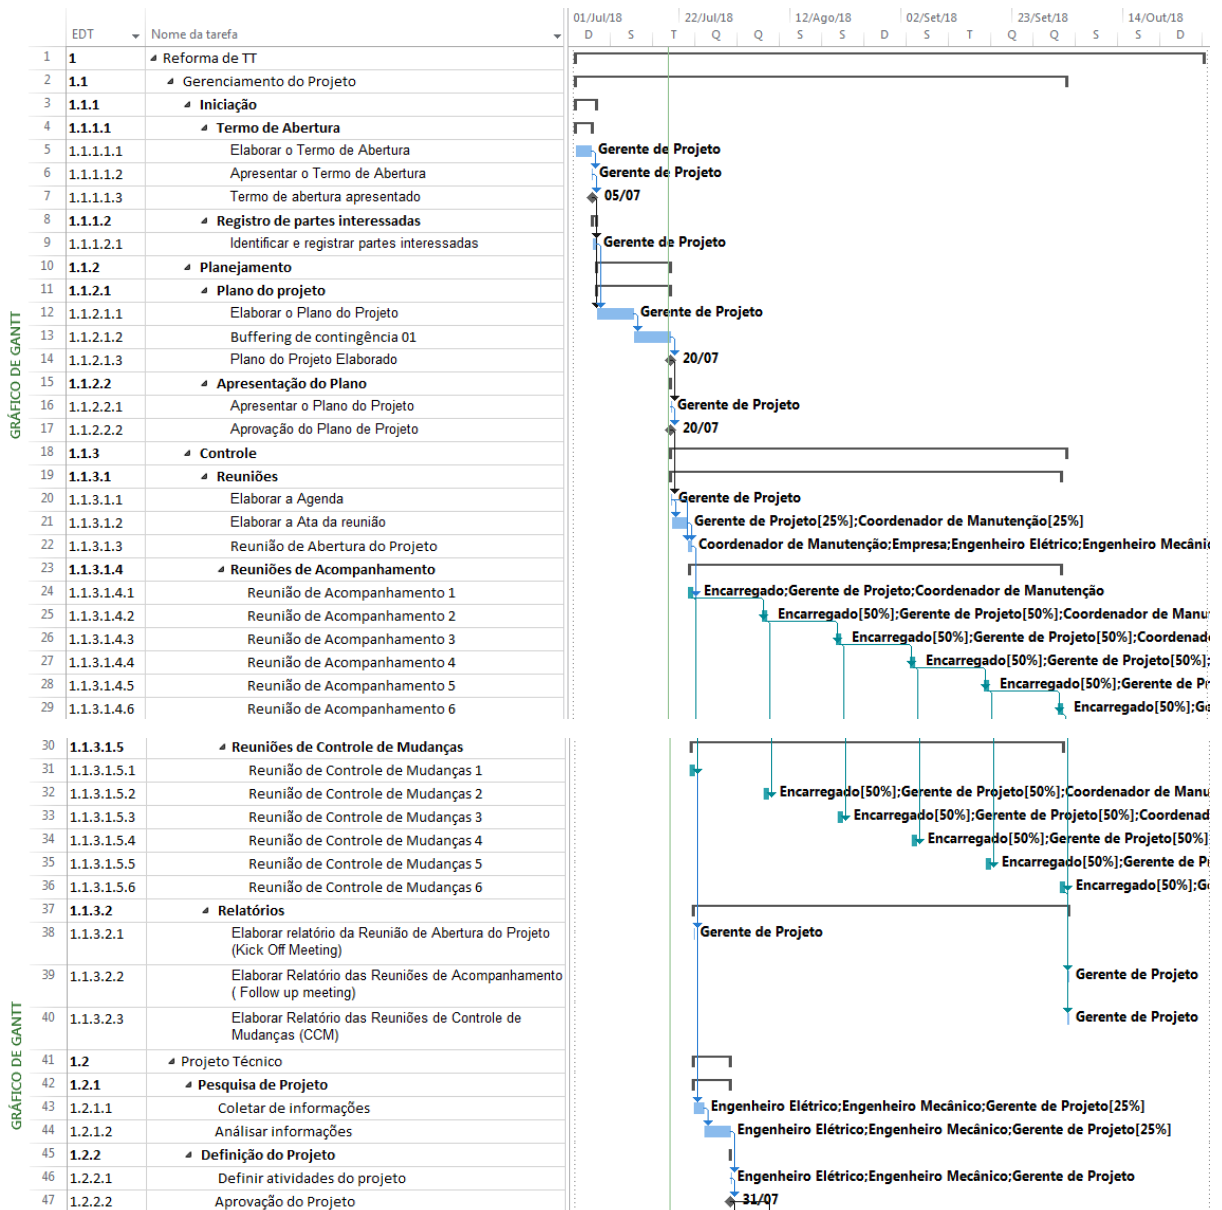 01/Jul/18 22/Jul/18 12/Ago/18 02/Set/18 23/Set/18 14/Out/18
EDT Nome da tarefa D S T Q Q S S D S T Q Q S S D
GRÁFICO DE GANTT
1 1 Reforma de TT
2 1.1 Gerenciamento do Projeto
3 1.1.1 Iniciação
4 1.1.1.1 Termo de Abertura
5 1.1.1.1.1 Elaborar o Termo de Abertura Gerente de Projeto
6 1.1.1.1.2 Apresentar o Termo de Abertura Gerente de Projeto
7 1.1.1.1.3 Termo de abertura apresentado 05/07
8 1.1.1.2 Registro de partes interessadas
9 1.1.1.2.1 Identificar e registrar partes interessadas Gerente de Projeto
10 1.1.2 Planejamento
11 1.1.2.1 Plano do projeto
12 1.1.2.1.1 Elaborar o Plano do Projeto Gerente de Projeto
13 1.1.2.1.2 Buffering de contingência 01
14 1.1.2.1.3 Plano do Projeto Elaborado 20/07
15 1.1.2.2 Apresentação do Plano
16 1.1.2.2.1 Apresentar o Plano do Projeto Gerente de Projeto
17 1.1.2.2.2 Aprovação do Plano de Projeto 20/07
18 1.1.3 Controle
19 1.1.3.1 Reuniões
20 1.1.3.1.1 Elaborar a Agenda Gerente de Projeto
21 1.1.3.1.2 Elaborar a Ata da reunião Gerente de Projeto[25%];Coordenador de Manutenção[25%]
22 1.1.3.1.3 Reunião de Abertura do Projeto Coordenador de Manutenção;Empresa;Engenheiro Elétrico;Engenheiro Mecânic
23 1.1.3.1.4 Reuniões de Acompanhamento
24 1.1.3.1.4.1 Reunião de Acompanhamento 1 Encarregado;Gerente de Projeto;Coordenador de Manutenção
25 1.1.3.1.4.2 Reunião de Acompanhamento 2 Encarregado[50%];Gerente de Projeto[50%];Coordenador de Manu
26 1.1.3.1.4.3 Reunião de Acompanhamento 3 Encarregado[50%];Gerente de Projeto[50%];Coordenad
27 1.1.3.1.4.4 Reunião de Acompanhamento 4 Encarregado[50%];Gerente de Projeto[50%];
28 1.1.3.1.4.5 Reunião de Acompanhamento 5 Encarregado[50%];Gerente de Pr
29 1.1.3.1.4.6 Reunião de Acompanhamento 6 Encarregado[50%];Ge
GRÁFICO DE GANTT
30 1.1.3.1.5 Reuniões de Controle de Mudanças
31 1.1.3.1.5.1 Reunião de Controle de Mudanças 1
32 1.1.3.1.5.2 Reunião de Controle de Mudanças 2 Encarregado[50%];Gerente de Projeto[50%];Coordenador de Manu
33 1.1.3.1.5.3 Reunião de Controle de Mudanças 3 Encarregado[50%];Gerente de Projeto[50%];Coordenad
34 1.1.3.1.5.4 Reunião de Controle de Mudanças 4 Encarregado[50%];Gerente de Projeto[50%]
35 1.1.3.1.5.5 Reunião de Controle de Mudanças 5 Encarregado[50%];Gerente de P
36 1.1.3.1.5.6 Reunião de Controle de Mudanças 6 Encarregado[50%];G
37 1.1.3.2 Relatórios
38 1.1.3.2.1 Elaborar relatório da Reunião de Abertura do Projeto Gerente de Projeto
(Kick Off Meeting)
39 1.1.3.2.2 Elaborar Relatório das Reuniões de Acompanhamento Gerente de Projeto
( Follow up meeting)
40 1.1.3.2.3 Elaborar Relatório das Reuniões de Controle de Gerente de Projeto
Mudanças (CCM)
41 1.2 Projeto Técnico
42 1.2.1 Pesquisa de Projeto
43 1.2.1.1 Coletar de informações Engenheiro Elétrico;Engenheiro Mecânico;Gerente de Projeto[25%]
44 1.2.1.2 Análisar informações Engenheiro Elétrico;Engenheiro Mecânico;Gerente de Projeto[25%]
45 1.2.2 Definição do Projeto
46 1.2.2.1 Definir atividades do projeto Engenheiro Elétrico;Engenheiro Mecânico;Gerente de Projeto
47 1.2.2.2 Aprovação do Projeto 31/07